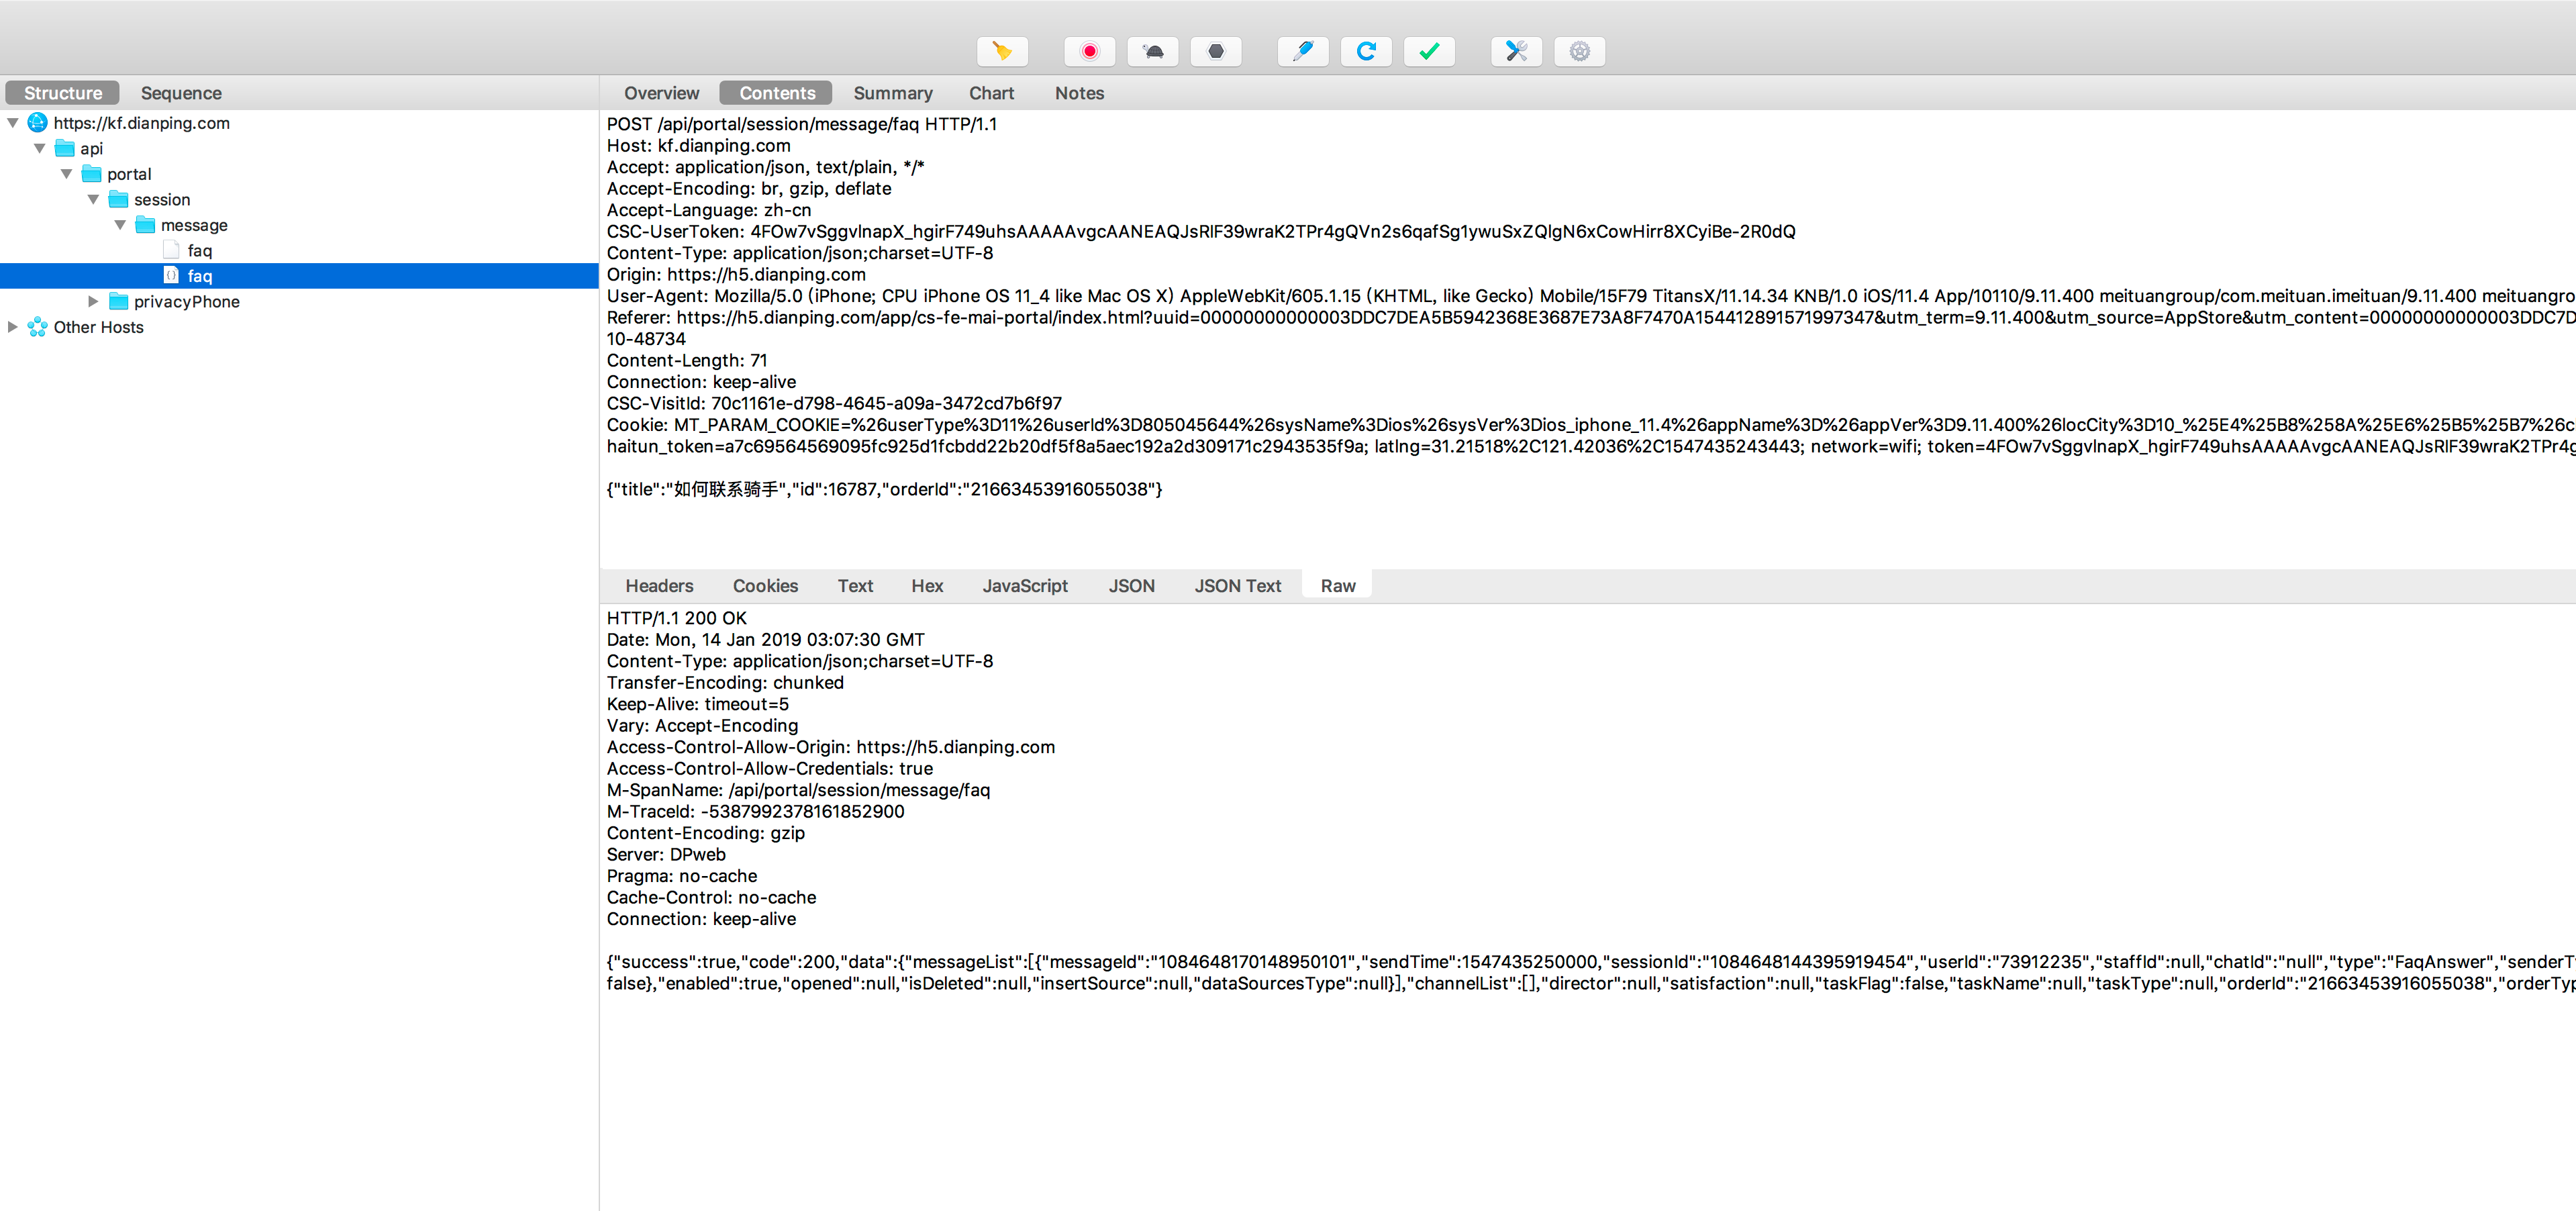 Structure
Sequence
https://kf.dianping.com
api
portal
session
message
faq
faq
privacyPhone
Other Hosts
Overview
Contents
Summary
Chart
Notes
POST /api/portal/session/message/faq HTTP/1.1
Host: kf.dianping.com
Accept: application/json, text/plain, */*
Accept-Encoding: br, gzip, deflate
Accept-Language: zh-cn
CSC-UserToken: 4FOw7vSggvlnapX_hgirF749uhsAAAAAvgcAANEAQJsRlF39wraK2TPr4gQVn2s6qafSg1ywuSxZQlgN6xCowHirr8XCyiBe-2R0dQ
Content-Type: application/json;charset=UTF-8
Origin: https://h5.dianping.com
User-Agent: Mozilla/5.0 (iPhone; CPU iPhone OS 11_4 like Mac OS X) AppleWebKit/605.1.15 (KHTML, like Gecko) Mobile/15F79 TitansX/11.14.34 KNB/1.0 iOS/11.4 App/10110/9.11.400 meituangroup/com.meituan.imeituan/9.11.400 meituangro
Referer: https://h5.dianping.com/app/cs-fe-mai-portal/index.html?uuid=00000000000003DDC7DEA5B5942368E3687E73A8F7470A154412891571997347&utm_term=9.11.400&utm_source=AppStore&utm_content=00000000000003DDC7D
10-48734
Content-Length: 71
Connection: keep-alive
CSC-VisitId: 70c1161e-d798-4645-a09a-3472cd7b6f97
Cookie: MT_PARAM_COOKIE=%26userType%3D11%26userId%3D805045644%26sysName%3Dios%26sysVer%3Dios_iphone_11.4%26appName%3D%26appVer%3D9.11.400%26locCity%3D10_%25E4%25B8%258A%25E6%25B5%25B7%26c
haitun_token=a7c69564569095fc925d1fcbdd22b20df5f8a5aec192a2d309171c2943535f9a; latlng=31.21518%2C121.42036%2C1547435243443; network=wifi; token=4FOw7vSggvlnapX_hgirF749uhsAAAAAvgcAANEAQJsRlF39wraK2TPr4g
{"title":"如何联系骑手","id":16787,"orderId":"21663453916055038"}
Headers
Cookies
Text
Hex
JavaScript
JSON
JSON Text
Raw
HTTP/1.1 200 OK
Date: Mon, 14 Jan 2019 03:07:30 GMT
Content-Type: application/json;charset=UTF-8
Transfer-Encoding: chunked
Keep-Alive: timeout=5
Vary: Accept-Encoding
Access-Control-Allow-Origin: https://h5.dianping.com
Access-Control-Allow-Credentials: true
M-SpanName: /api/portal/session/message/faq
M-TraceId: -5387992378161852900
Content-Encoding: gzip
Server: DPweb
Pragma: no-cache
Cache-Control: no-cache
Connection: keep-alive
{"success":true,"code":200,"data":{"messageList":[{"messageId":"1084648170148950101","sendTime":1547435250000,"sessionId":"1084648144395919454","userId":"73912235","staffId":null,"chatId":"null","type":"FaqAnswer","senderT
false},"enabled":true,"opened":null,"isDeleted":null,"insertSource":null,"dataSourcesType":null}],"channelList":[],"director":null,"satisfaction":null,"taskFlag":false,"taskName":null,"taskType":null,"orderId":"21663453916055038","orderTyp